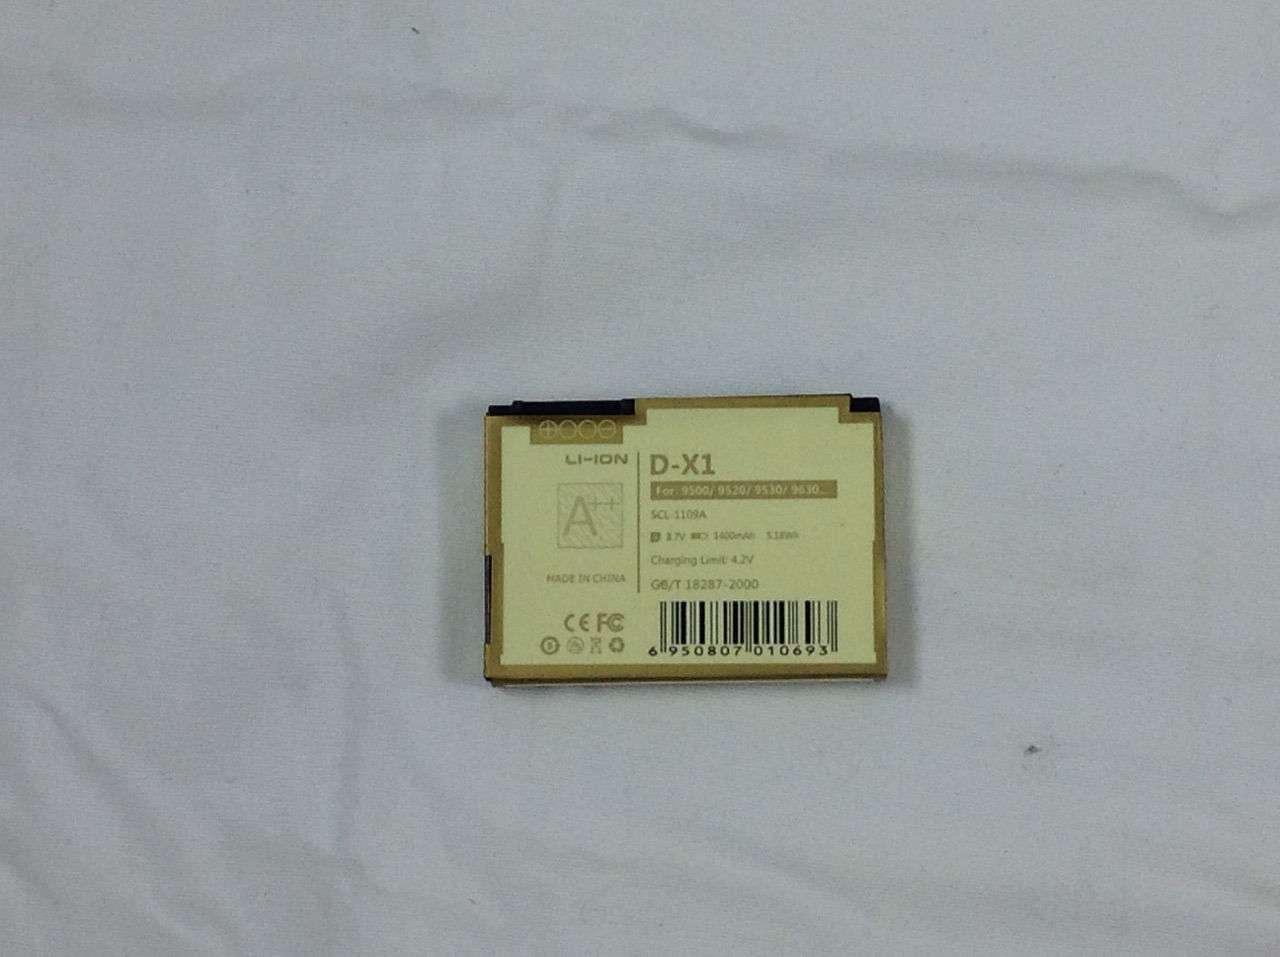 LI-ION
A++
MADE IN CHINA
CE FC
D-X1
For: 9500/ 9520/ 9530/ 9630...
SCL-1109A
3.7V 1400mAh 5.18Wh
Charging Limit: 4.2V
GB/T 18287-2000
6 950807 010693